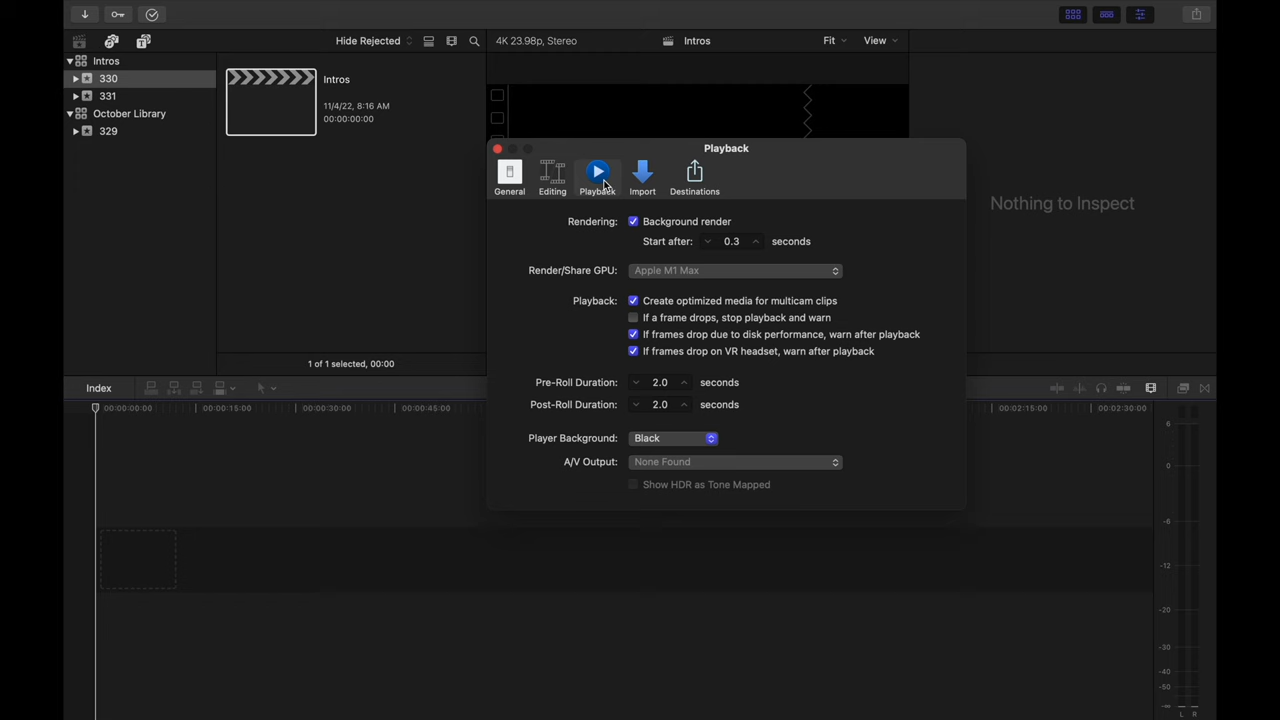 Hide Rejected
4K 23.98p, Stereo
Intros
Fit
View
Intros
330
331
October Library
329
Intros
11/4/22, 8:16 AM
00:00:00:00
1 of 1 selected, 00:00
Playback
General
Editing
Playback
Import
Destinations
Rendering:
Background render
Start after:
0.3
seconds
Render/Share GPU:
Apple M1 Max
Playback:
Create optimized media for multicam clips
If a frame drops, stop playback and warn
If frames drop due to disk performance, warn after playback
If frames drop on VR headset, warn after playback
Pre-Roll Duration:
2.0
seconds
Post-Roll Duration:
2.0
seconds
Player Background:
Black
A/V Output:
None Found
Show HDR as Tone Mapped
Nothing to Inspect
Index
00:00:00:00
00:00:15:00
00:00:30:00
00:00:45:00
00:02:15:00
00:02:30:00
6
0
-6
-12
-20
-30
-40
-50
-∞
L
R